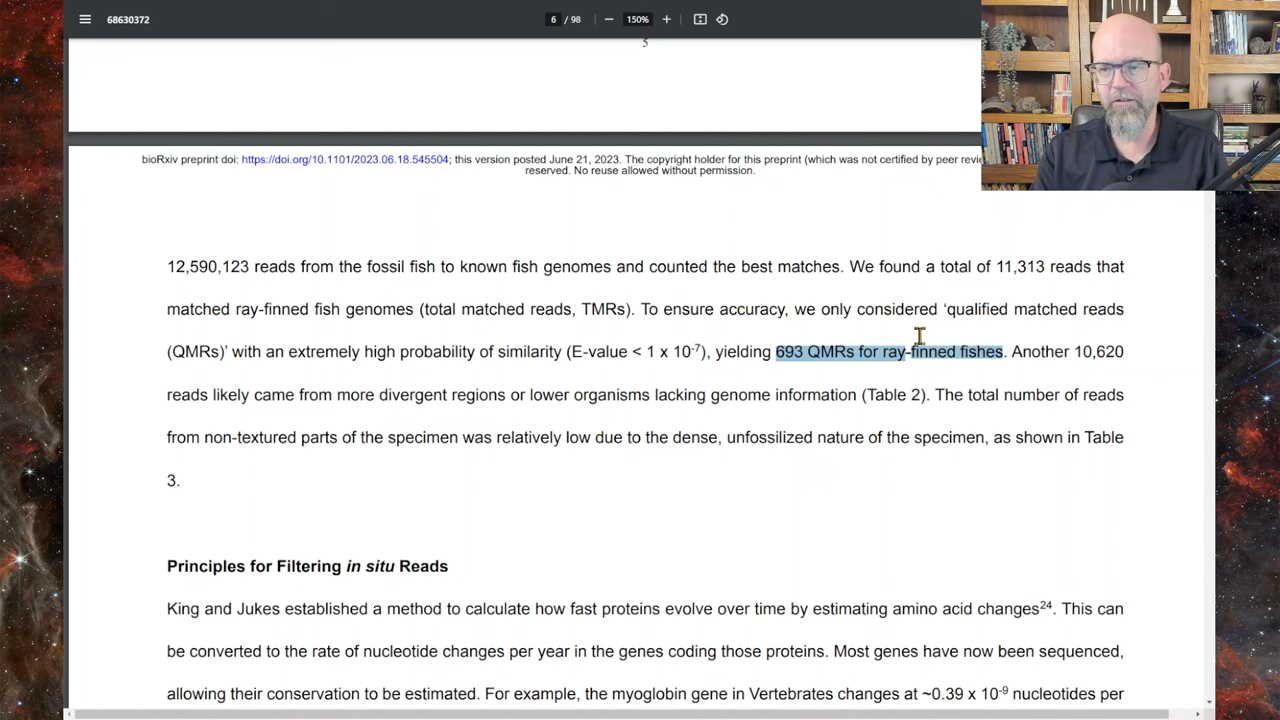 68630372
6 / 98
150%
5
bioRxiv preprint doi: https://doi.org/10.1101/2023.06.18.545504; this version posted June 21, 2023. The copyright holder for this preprint (which was not certified by peer
reserved. No reuse allowed without permission.
12,590,123 reads from the fossil fish to known fish genomes and counted the best matches. We found a total of 11,313 reads that
matched ray-finned fish genomes (total matched reads, TMRs). To ensure accuracy, we only considered ‘qualified matched reads
(QMRs)’ with an extremely high probability of similarity (E-value < 1 x 10⁻⁷), yielding 693 QMRs for ray-finned fishes. Another 10,620
reads likely came from more divergent regions or lower organisms lacking genome information (Table 2). The total number of reads
from non-textured parts of the specimen was relatively low due to the dense, unfossilized nature of the specimen, as shown in Table
3.
Principles for Filtering in situ Reads
King and Jukes established a method to calculate how fast proteins evolve over time by estimating amino acid changes²⁴. This can
be converted to the rate of nucleotide changes per year in the genes coding those proteins. Most genes have now been sequenced,
allowing their conservation to be estimated. For example, the myoglobin gene in Vertebrates changes at ~0.39 x 10⁻⁹ nucleotides per